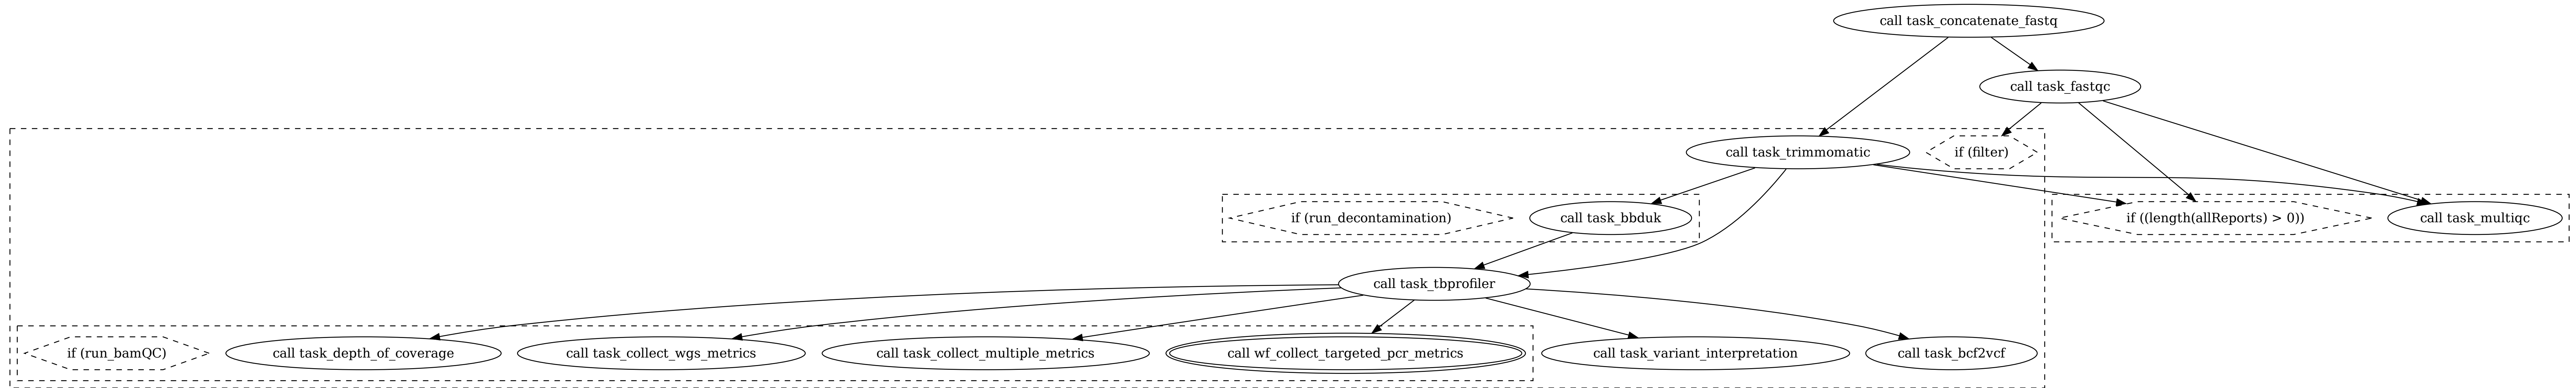 call task_concatenate_fastq
call task_fastqc
call task_trimmomatic
if (filter)
if (run_decontamination)
call task_bbduk
if ((length(allReports) > 0))
call task_multiqc
call task_tbprofiler
if (run_bamQC)
call task_depth_of_coverage
call task_collect_wgs_metrics
call task_collect_multiple_metrics
call wf_collect_targeted_pcr_metrics
call task_variant_interpretation
call task_bcf2vcf